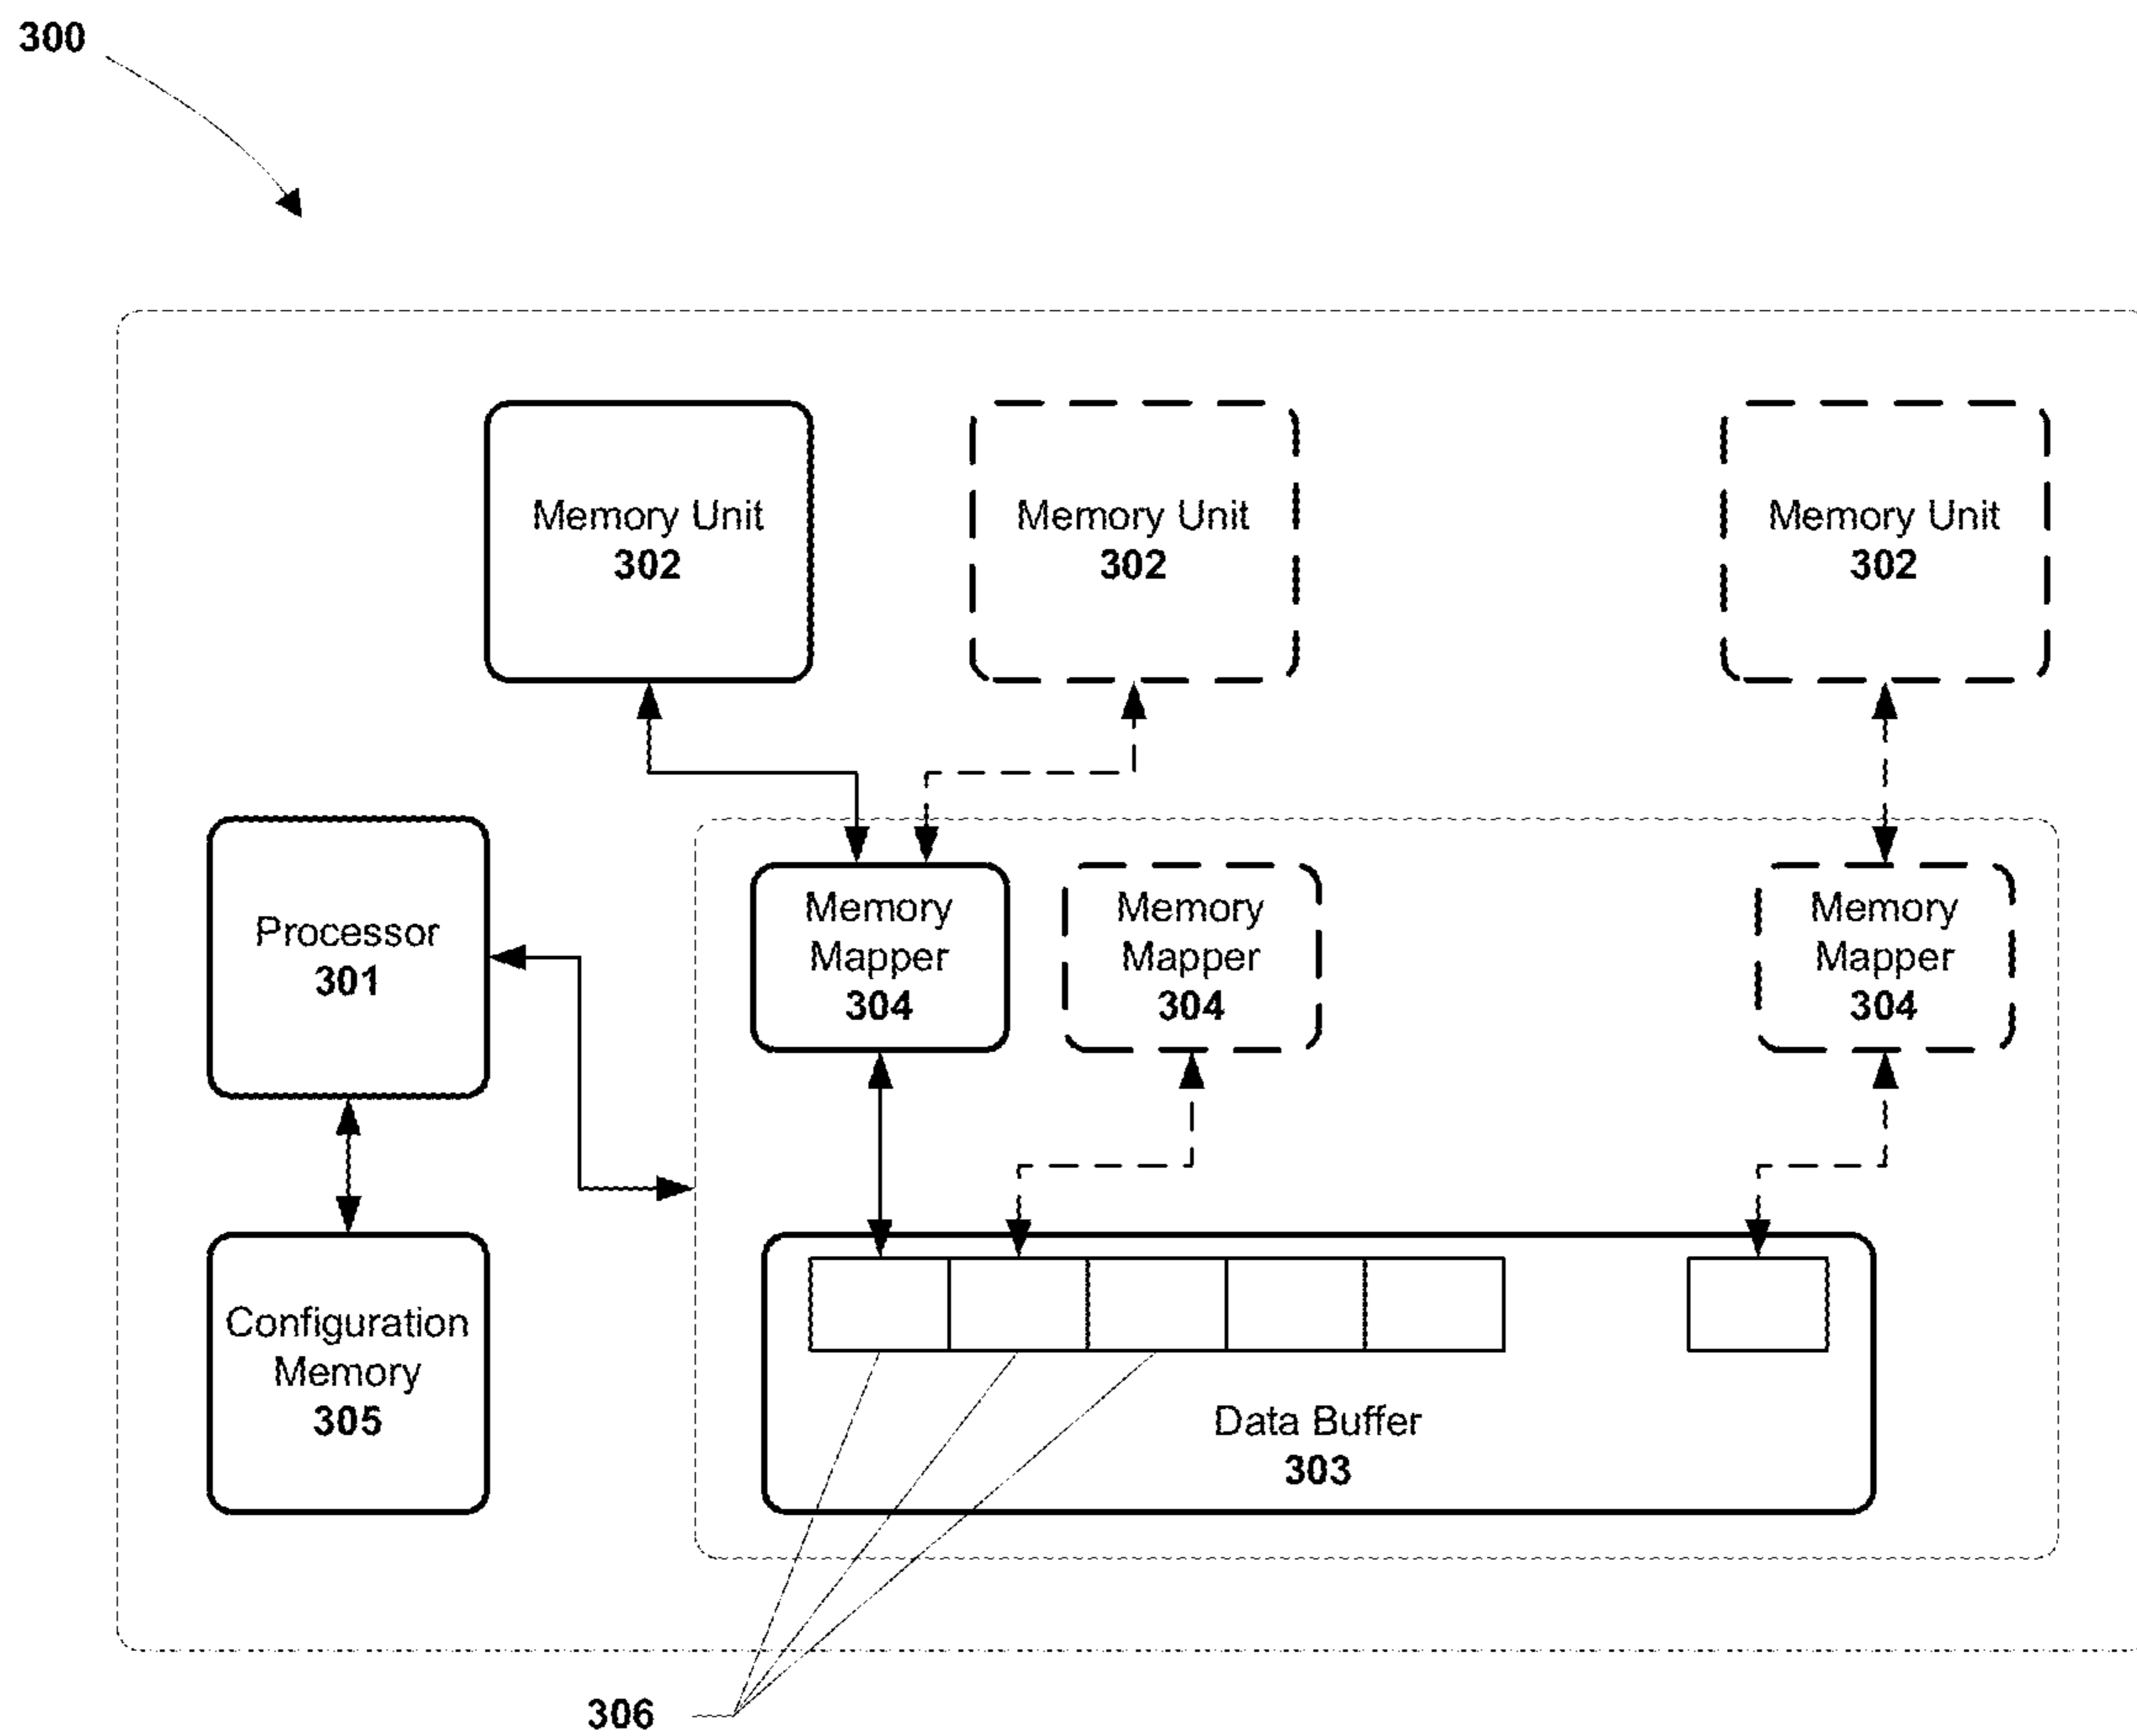 300
Memory Unit
302
Memory Unit
302
Memory Unit
302
Processor
301
Memory
Mapper
304
Memory
Mapper
304
Memory
Mapper
304
Configuration
Memory
305
Data Buffer
303
306